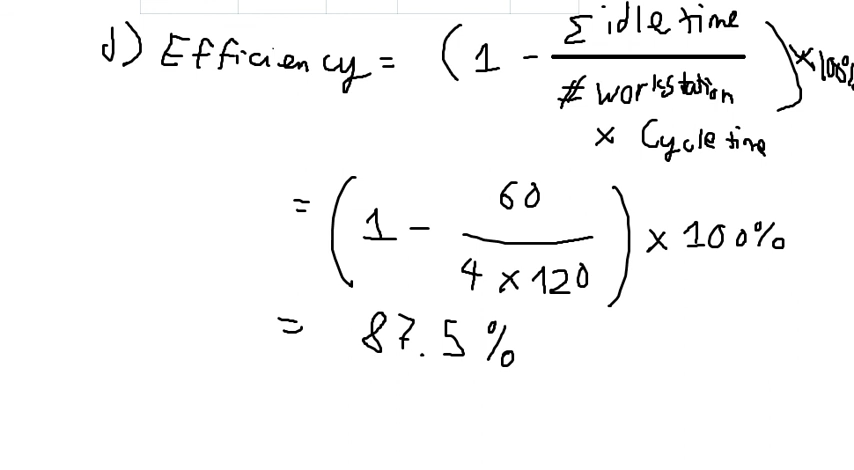 d) Efficiency = (1 - Σ idle time / # workstation × Cycle time) × 100%
= (1 - 60 / 4 × 120) × 100%
= 87.5 %